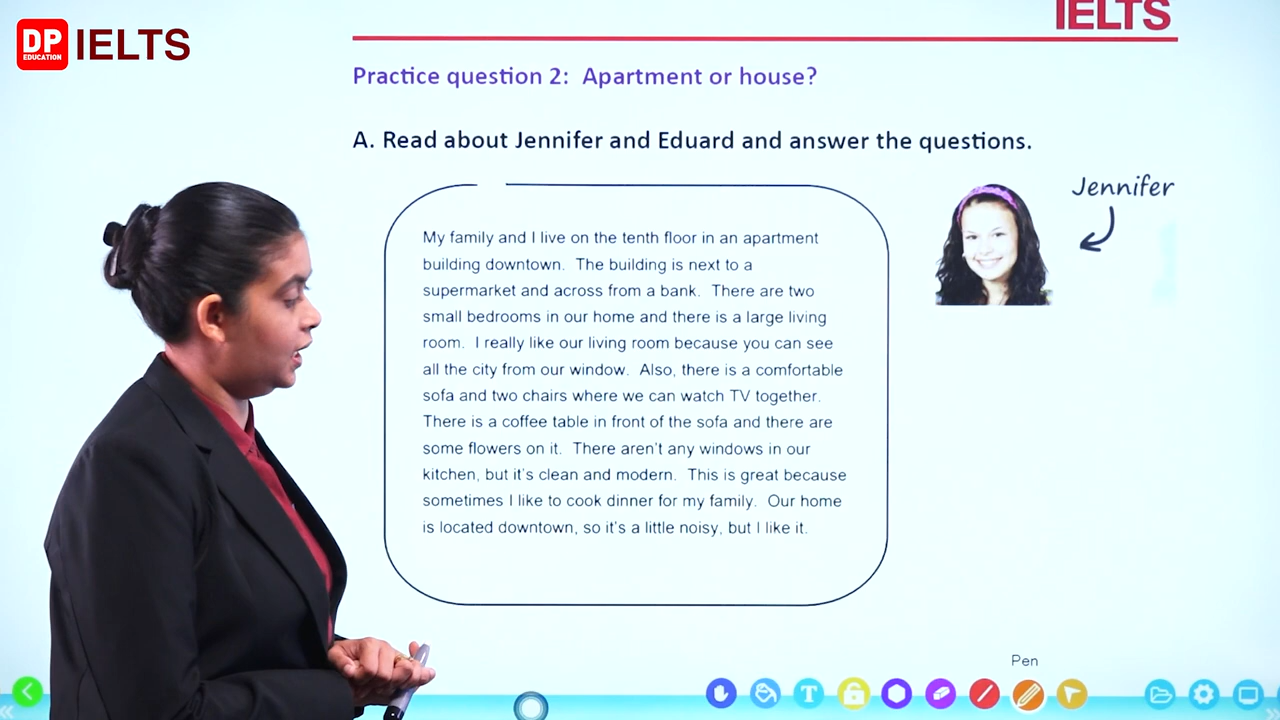 DP
EDUCATION
IELTS
IELTS
Practice question 2: Apartment or house?
A. Read about Jennifer and Eduard and answer the questions.
Jennifer
My family and I live on the tenth floor in an apartment
building downtown. The building is next to a
supermarket and across from a bank. There are two
small bedrooms in our home and there is a large living
room. I really like our living room because you can see
all the city from our window. Also, there is a comfortable
sofa and two chairs where we can watch TV together.
There is a coffee table in front of the sofa and there are
some flowers on it. There aren't any windows in our
kitchen, but it's clean and modern. This is great because
sometimes I like to cook dinner for my family. Our home
is located downtown, so it's a little noisy, but I like it.
Pen
T